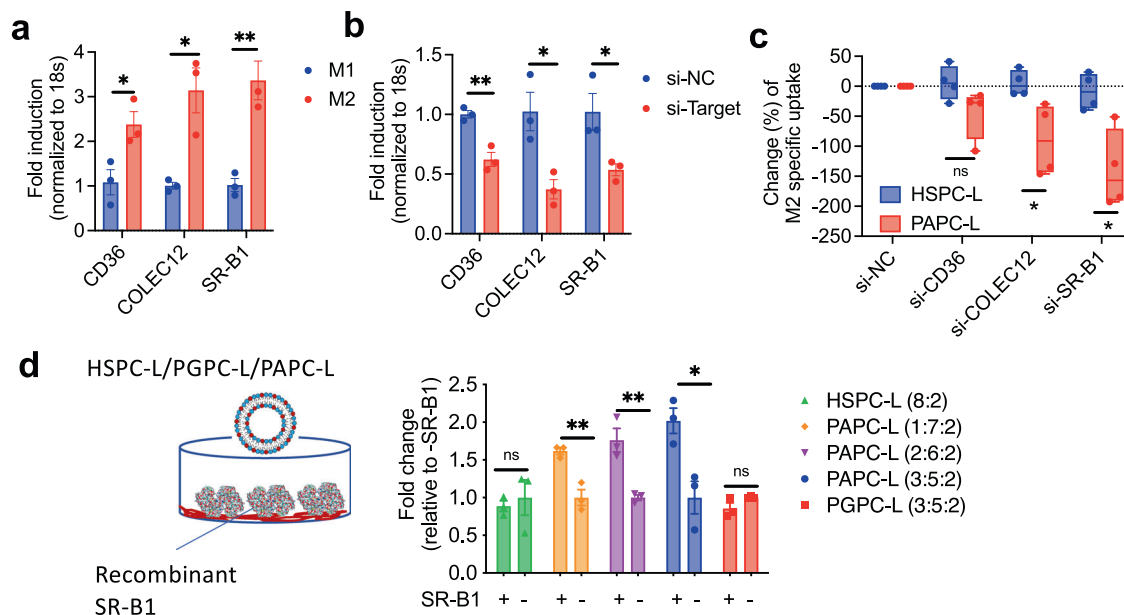 a
Fold induction
(normalized to 18s)
5
4
3
2
1
0
*
*
**
M1
M2
CD36
COLEC12
SR-B1
b
Fold induction
(normalized to 18s)
1.5
1.0
0.5
0.0
**
*
*
si-NC
si-Target
CD36
COLEC12
SR-B1
c
Change (%) of
M2 specific uptake
50
0
-50
-100
-150
-200
-250
ns
*
*
HSPC-L
PAPC-L
si-NC
si-CD36
si-COLEC12
si-SR-B1
d
HSPC-L/PGPC-L/PAPC-L
Recombinant
SR-B1
Fold change
(relative to -SR-B1)
2.5
2.0
1.5
1.0
0.5
0.0
ns
**
**
*
ns
SR-B1 + - + - + - + - + -
HSPC-L (8:2)
PAPC-L (1:7:2)
PAPC-L (2:6:2)
PAPC-L (3:5:2)
PGPC-L (3:5:2)